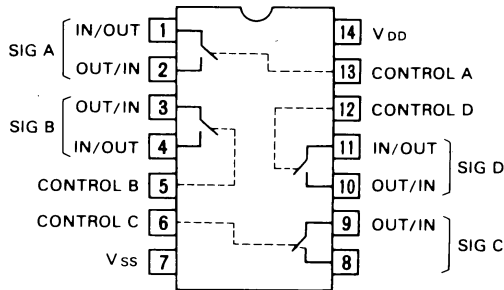 SIG A
IN/OUT 1
OUT/IN 2
SIG B
OUT/IN 3
IN/OUT 4
CONTROL B 5
CONTROL C 6
VSS 7
14 VDD
13 CONTROL A
12 CONTROL D
11 IN/OUT
10 OUT/IN
SIG D
9 OUT/IN
8
SIG C